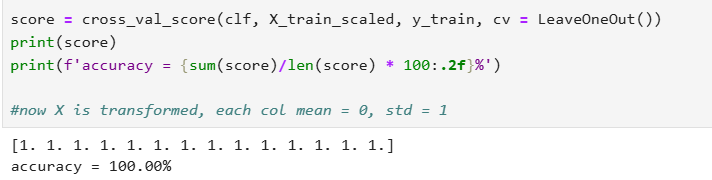 score = cross_val_score(clf, X_train_scaled, y_train, cv = LeaveOneOut())
print(score)
print(f'accuracy = {sum(score)/len(score) * 100:.2f}%')
#now X is transformed, each col mean = 0, std = 1
[1. 1. 1. 1. 1. 1. 1. 1. 1. 1. 1. 1. 1. 1.]
accuracy = 100.00%